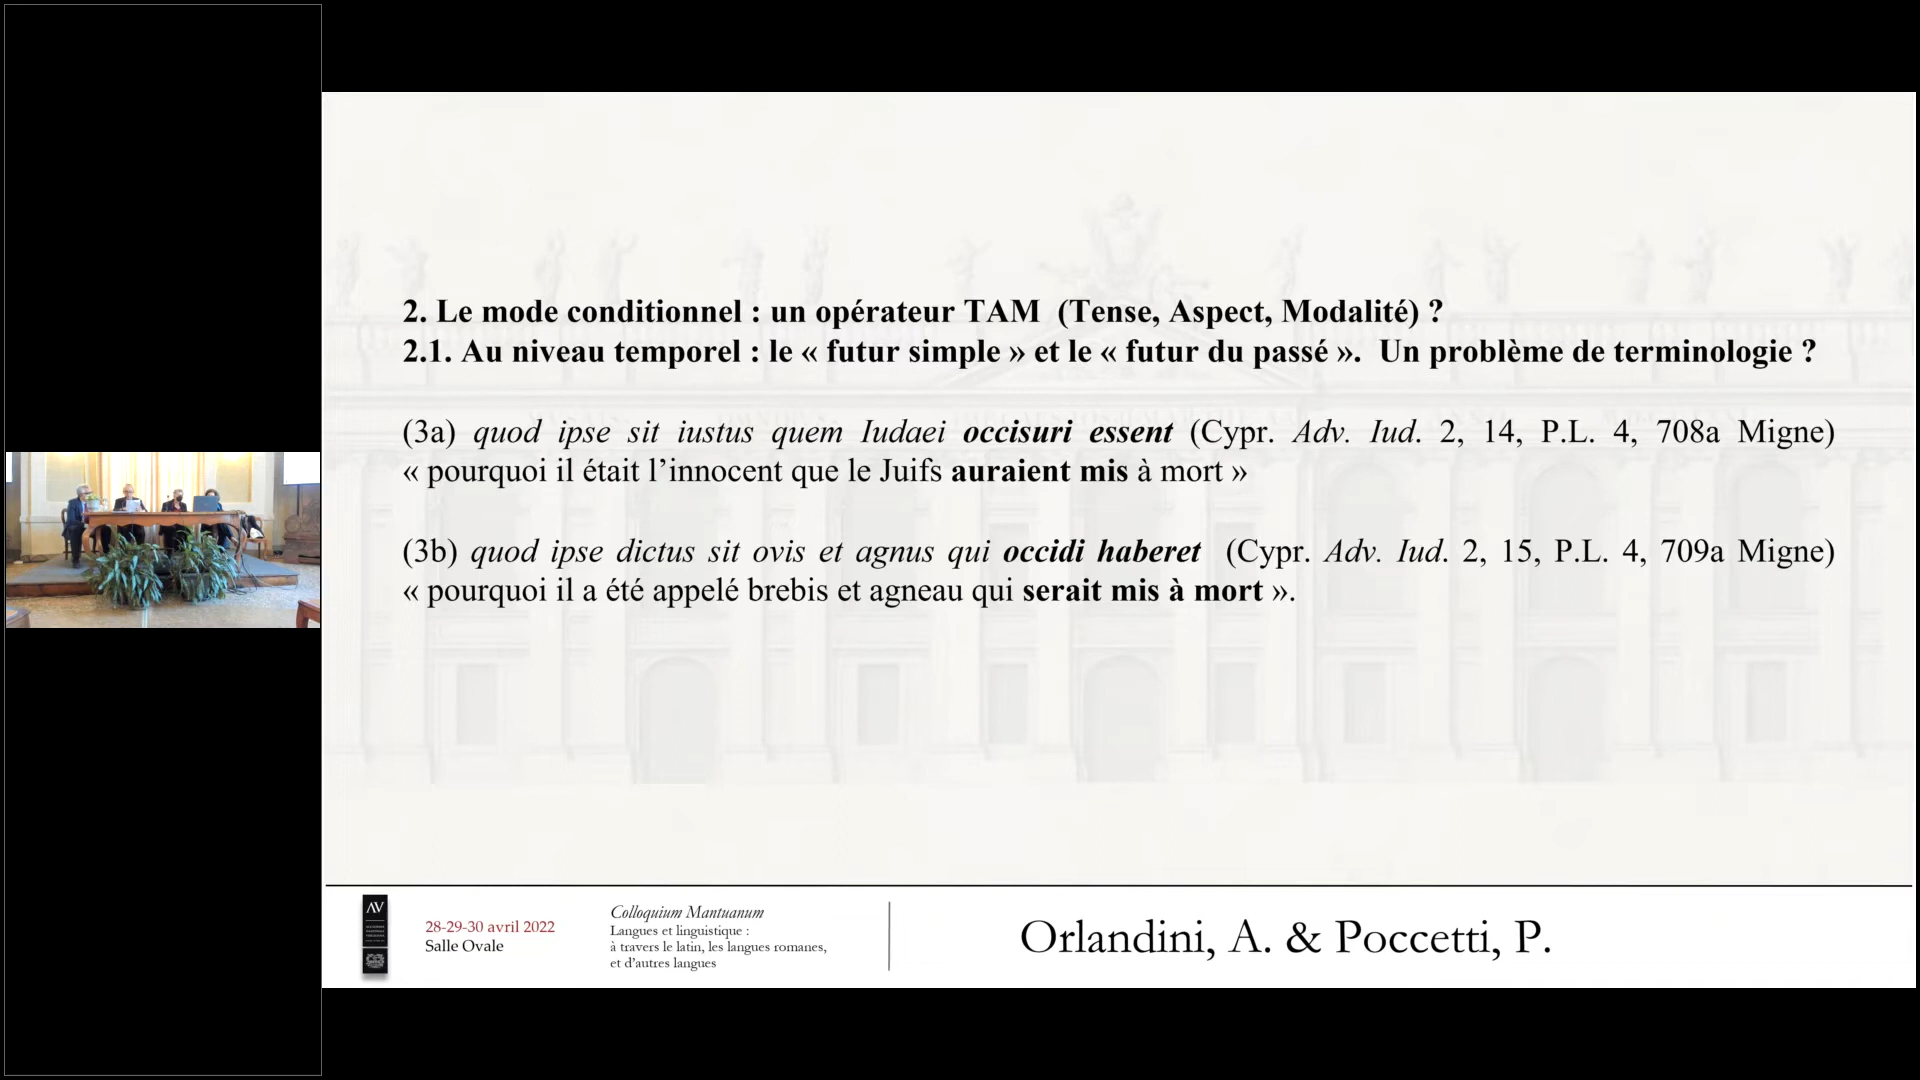 2. Le mode conditionnel : un opérateur TAM (Tense, Aspect, Modalité) ?
2.1. Au niveau temporel : le « futur simple » et le « futur du passé ». Un problème de terminologie ?
(3a) quod ipse sit iustus quem Iudaei occisuri essent (Cypr. Adv. Iud. 2, 14, P.L. 4, 708a Migne)
« pourquoi il était l’innocent que le Juifs auraient mis à mort »
(3b) quod ipse dictus sit ovis et agnus qui occidi haberet (Cypr. Adv. Iud. 2, 15, P.L. 4, 709a Migne)
« pourquoi il a été appelé brebis et agneau qui serait mis à mort ».
AV
28-29-30 avril 2022
Salle Ovale
Colloquium Mantuanum
Langues et linguistique :
à travers le latin, les langues romanes,
et d’autres langues
Orlandini, A. & Poccetti, P.